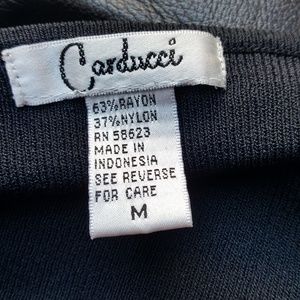 Carducci
63%RAYON
37%NYLON
RN 58623
MADE IN
INDONESIA
SEE REVERSE
FOR CARE
M